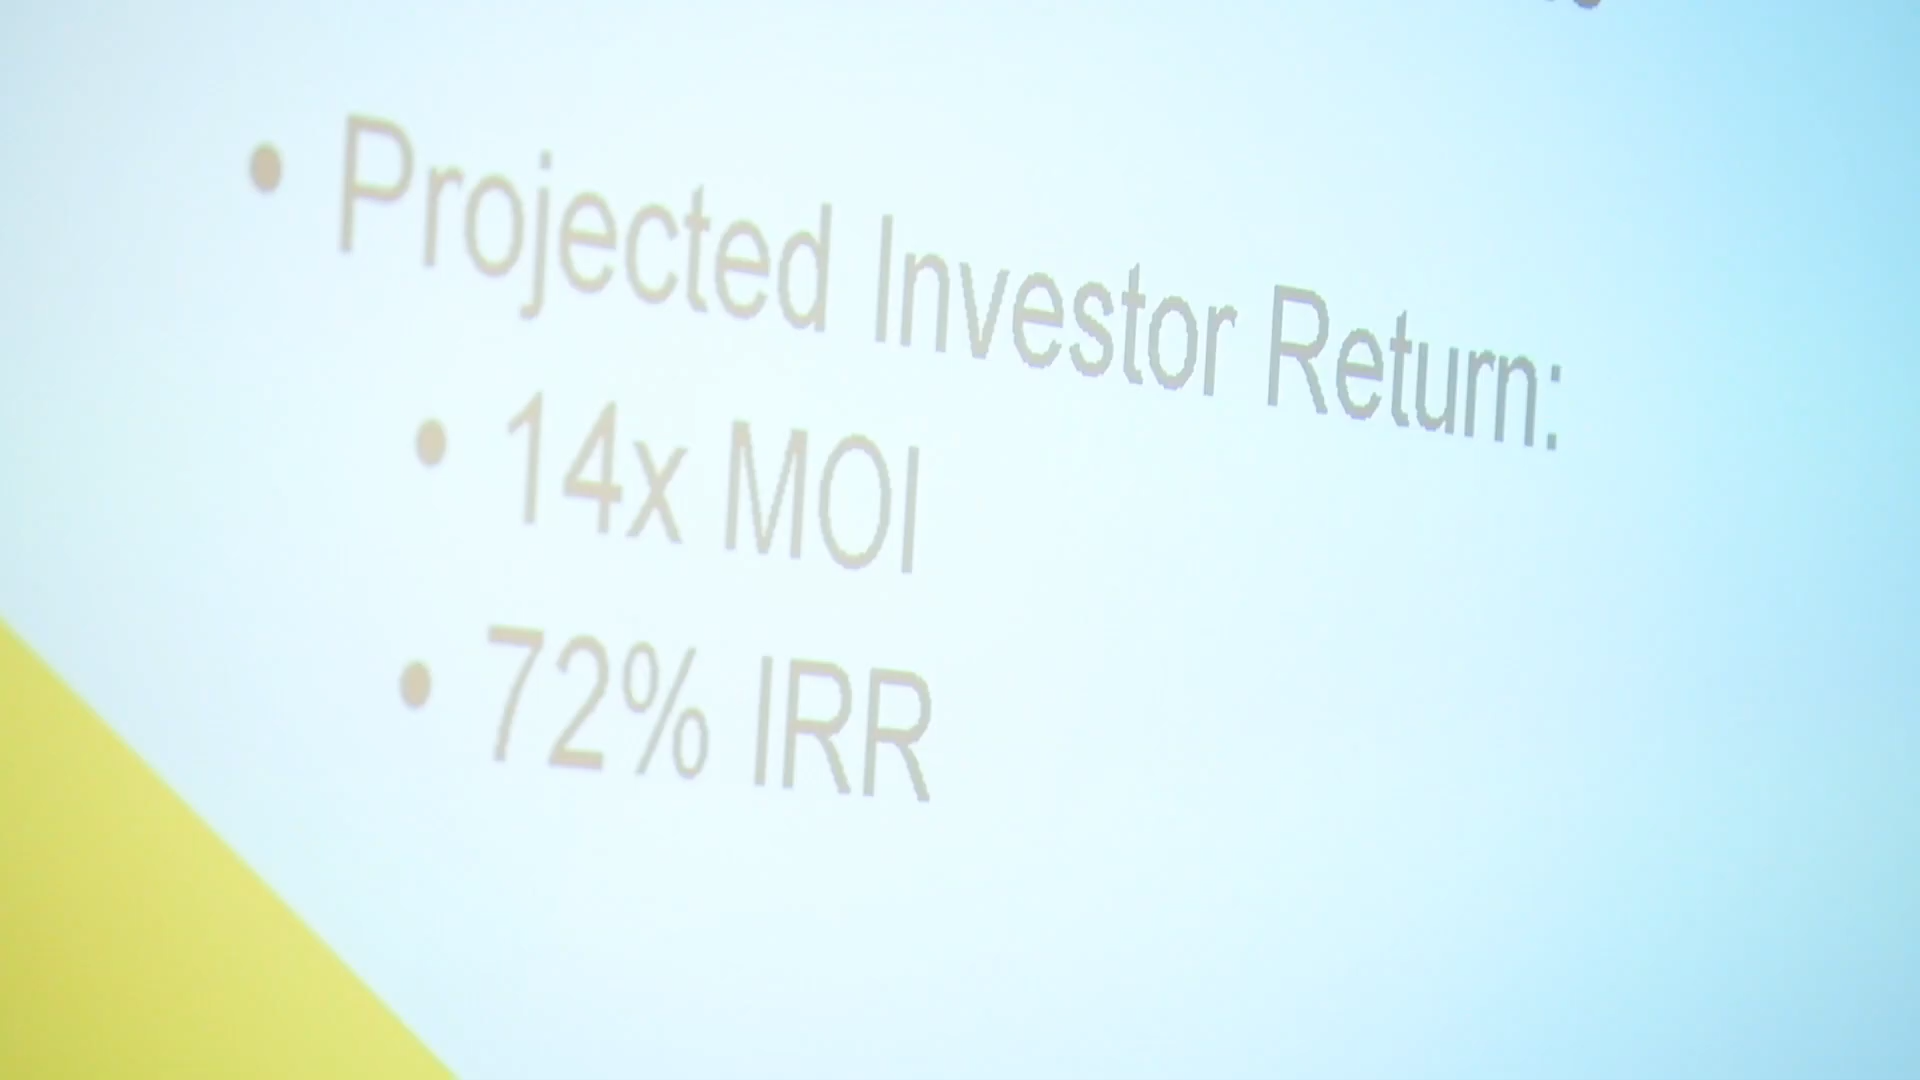 • Projected Investor Return:
• 14x MOI
• 72% IRR